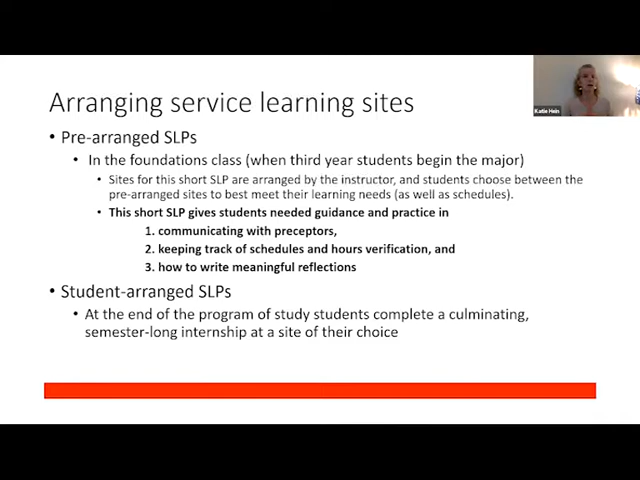 Arranging service learning sites
• Pre-arranged SLPs
• In the foundations class (when third year students begin the major)
• Sites for this short SLP are arranged by the instructor, and students choose between the
pre-arranged sites to best meet their learning needs (as well as schedules).
• This short SLP gives students needed guidance and practice in
1. communicating with preceptors,
2. keeping track of schedules and hours verification, and
3. how to write meaningful reflections
• Student-arranged SLPs
• At the end of the program of study students complete a culminating,
semester-long internship at a site of their choice
Katie Hein